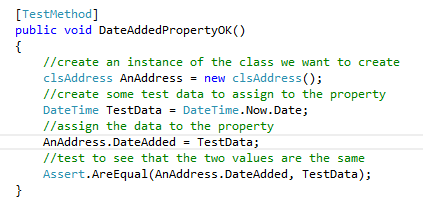 [TestMethod]
public void DateAddedPropertyOK()
{
//create an instance of the class we want to create
clsAddress AnAddress = new clsAddress();
//create some test data to assign to the property
DateTime TestData = DateTime.Now.Date;
//assign the data to the property
AnAddress.DateAdded = TestData;
//test to see that the two values are the same
Assert.AreEqual(AnAddress.DateAdded, TestData);
}